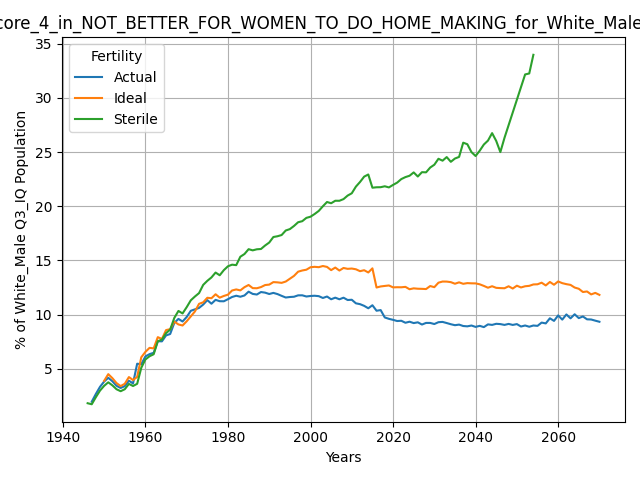 core_4_in_NOT_BETTER_FOR_WOMEN_TO_DO_HOME_MAKING_for_White_Male
Fertility
Actual
Ideal
Sterile
% of White_Male Q3_IQ Population
35
30
25
20
15
10
5
1940 1960 1980 2000 2020 2040 2060
Years